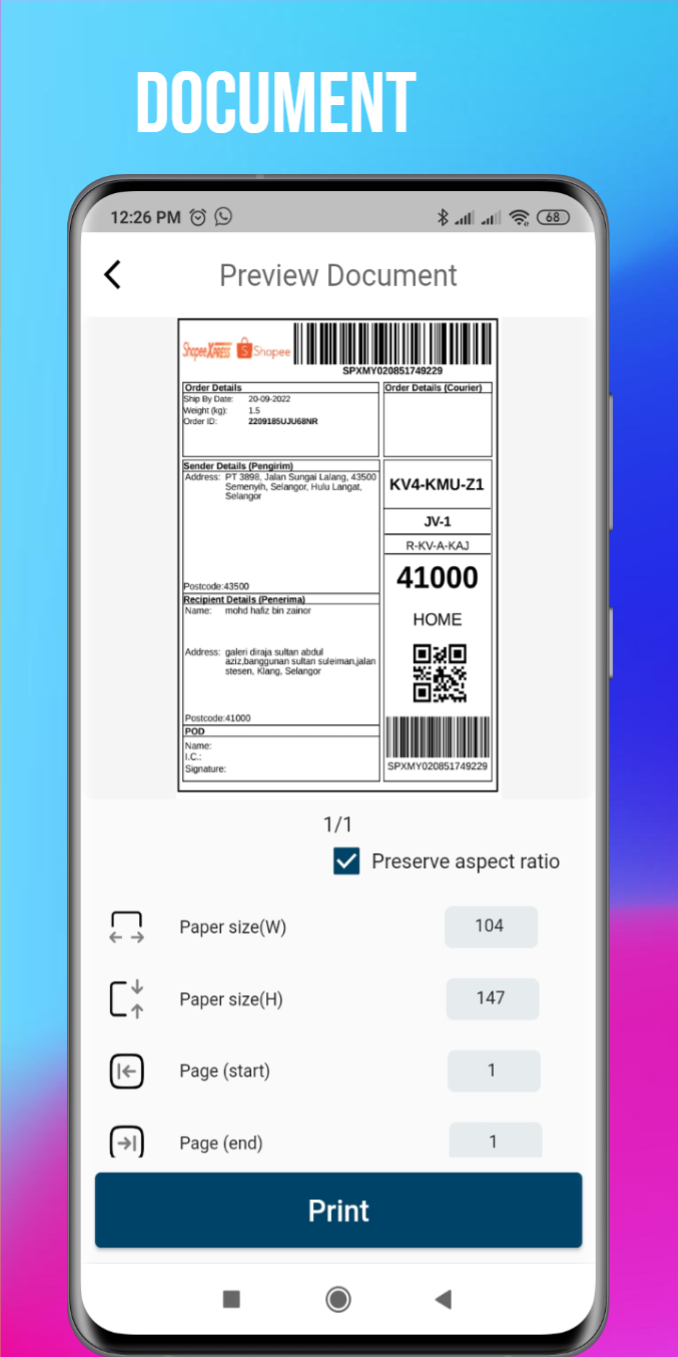 DOCUMENT
12:26 PM
68
Preview Document
Shopee XPRESS Shopee
SPXMY020851749229
Order Details
Ship By Date: 20-09-2022
Weight (kg): 1.5
Order ID: 2209185UJU68NR
Order Details (Courier)
Sender Details (Pengirim)
Address: PT 3898, Jalan Sungai Lalang, 43500
Semenyih, Selangor, Hulu Langat,
Selangor
Postcode:43500
Recipient Details (Penerima)
Name: mohd hafiz bin zainor
Address: galeri diraja sultan abdul
aziz,banggunan sultan suleiman,jalan
stesen, Klang, Selangor
Postcode:41000
POD
Name:
I.C.:
Signature:
KV4-KMU-Z1
JV-1
R-KV-A-KAJ
41000
HOME
SPXMY020851749229
1/1
Preserve aspect ratio
Paper size(W) 104
Paper size(H) 147
Page (start) 1
Page (end) 1
Print